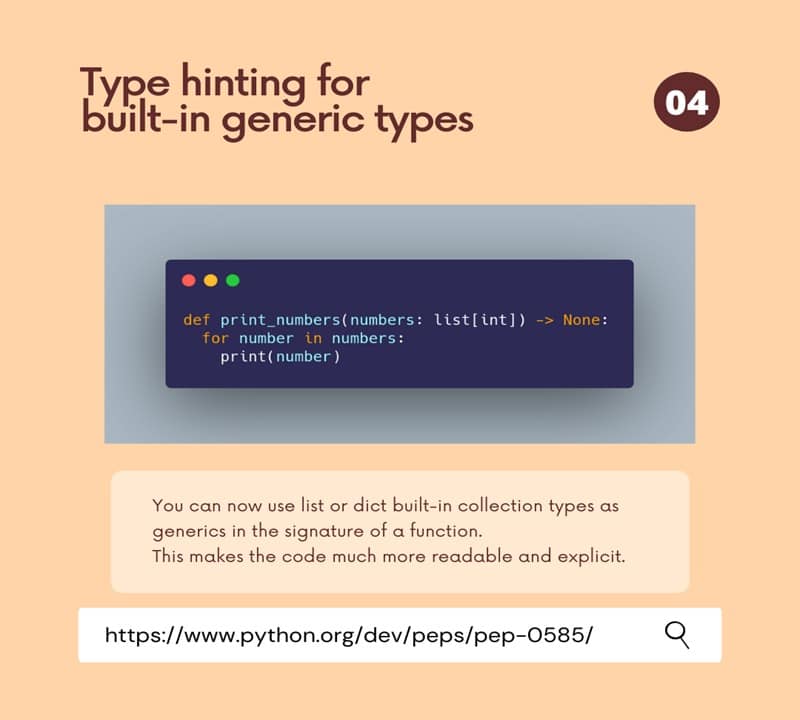 Type hinting for
built-in generic types
04
def print_numbers(numbers: list[int]) -> None:
  for number in numbers:
    print(number)
You can now use list or dict built-in collection types as
generics in the signature of a function.
This makes the code much more readable and explicit.
https://www.python.org/dev/peps/pep-0585/